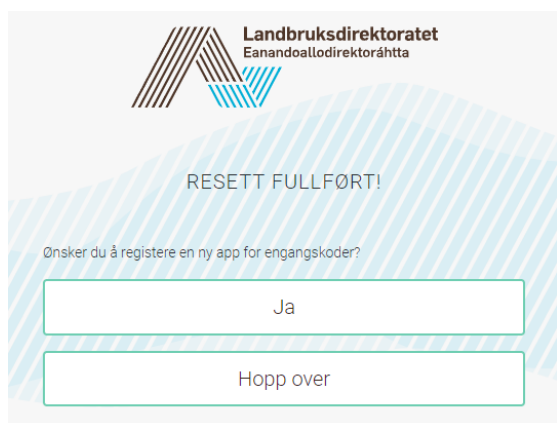 Landbruksdirektoratet
Eanandoallodirektoráhtta
RESETT FULLFØRT!
Ønsker du å registere en ny app for engangskoder?
Ja
Hopp over